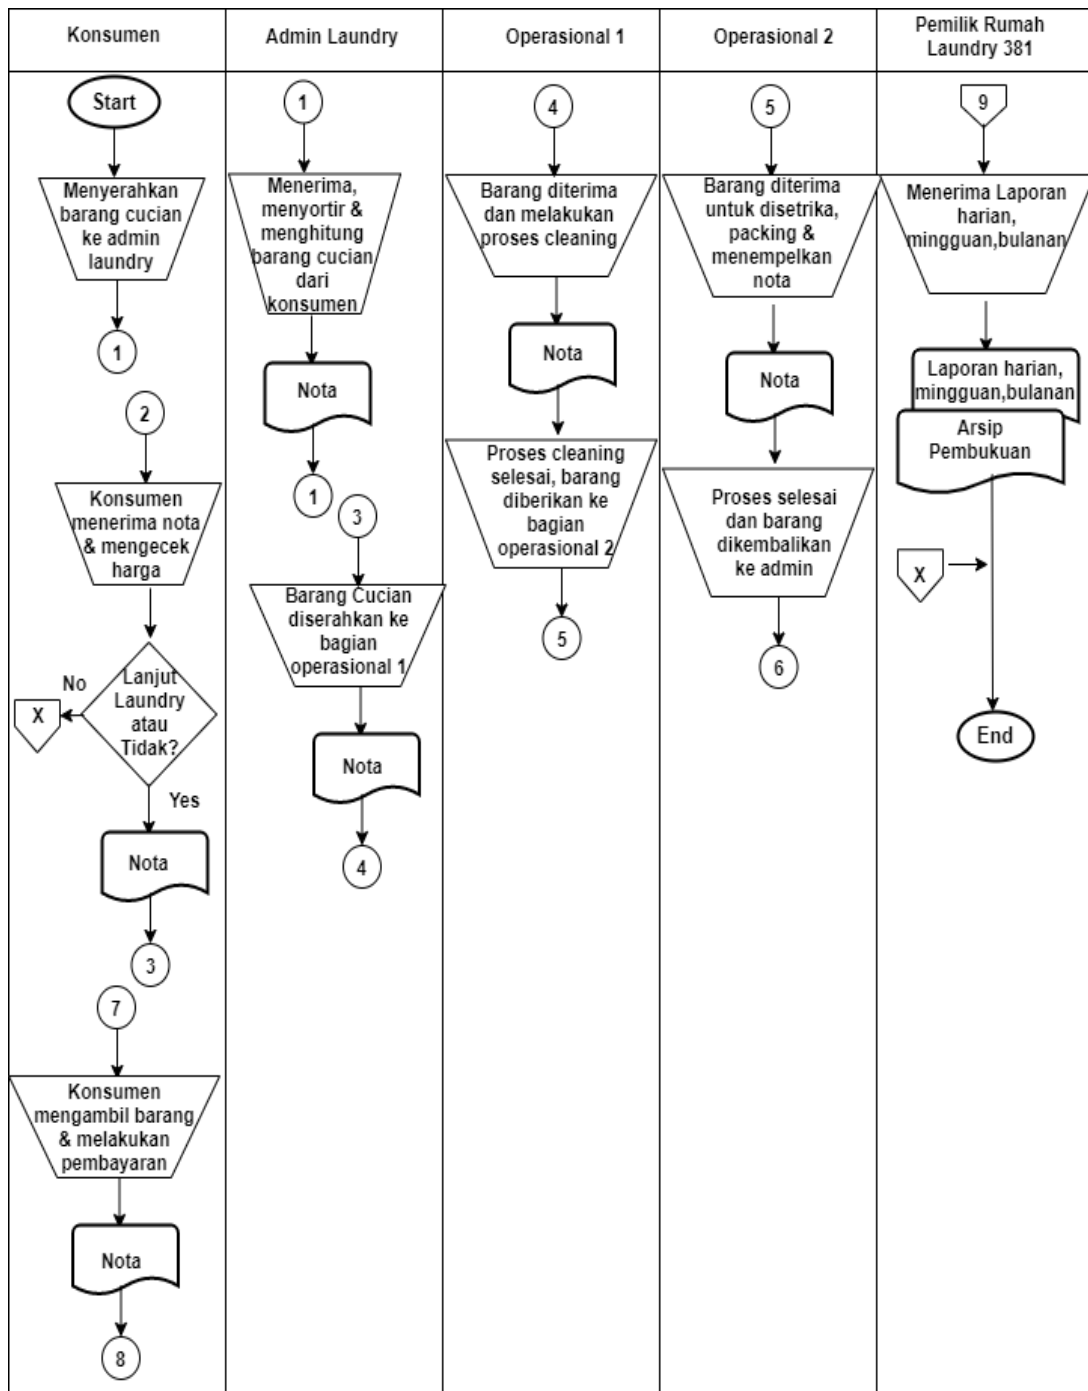 Konsumen
Admin Laundry
Operasional 1
Operasional 2
Pemilik Rumah
Laundry 381
Start
Menyerahkan
barang cucian
ke admin
laundry
1
2
Konsumen
menerima nota
& mengecek
harga
Lanjut
Laundry
atau
Tidak?
No
X
Yes
Nota
3
7
Konsumen
mengambil barang
& melakukan
pembayaran
Nota
8
1
Menerima,
menyortir &
menghitung
barang cucian
dari
konsumen
Nota
1
3
Barang Cucian
diserahkan ke
bagian
operasional 1
Nota
4
4
Barang diterima
dan melakukan
proses cleaning
Nota
Proses cleaning
selesai, barang
diberikan ke
bagian
operasional 2
5
5
Barang diterima
untuk disetrika,
packing &
menempelkan
nota
Nota
Proses selesai
dan barang
dikembalikan
ke admin
6
9
Menerima Laporan
harian,
mingguan,bulanan
Laporan harian,
mingguan,bulanan
Arsip
Pembukuan
X
End